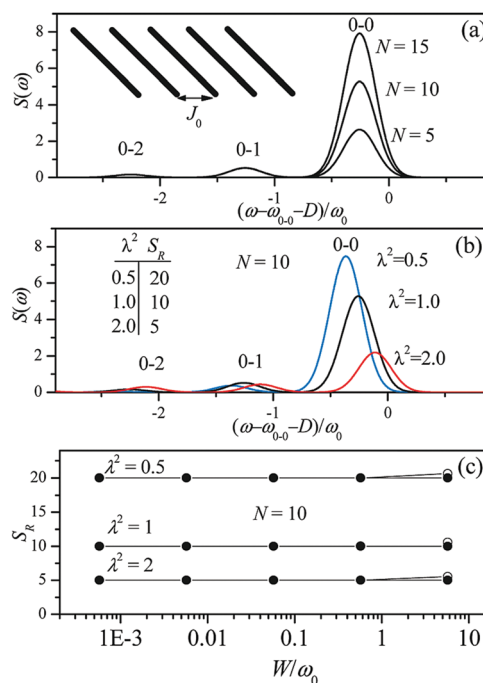 0-0
(a)
8
6
4
2
0
S(ω)
J₀
N = 15
N = 10
N = 5
0-2
0-1
-2
-1
0
(ω-ω₀₋₀-D)/ω₀
(b)
8
6
4
2
0
S(ω)
λ² S_R
0.5 20
1.0 10
2.0 5
N = 10
0-0
λ²=0.5
λ²=1.0
λ²=2.0
0-2
0-1
-2
-1
0
(ω-ω₀₋₀-D)/ω₀
(c)
20
15
10
5
0
S_R
λ² = 0.5
N = 10
λ² = 1
λ² = 2
1E-3
0.01
0.1
1
10
W/ω₀